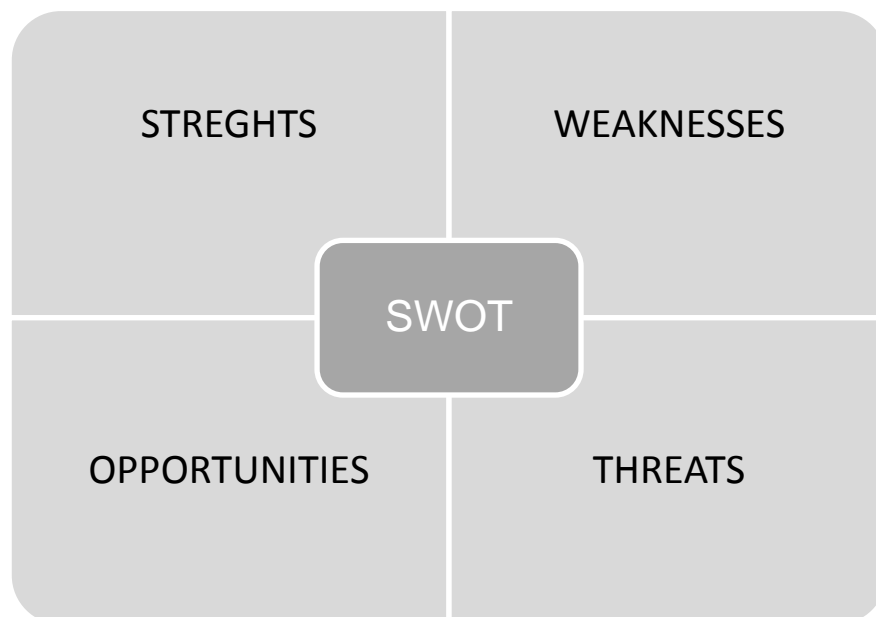 STREGHTS
WEAKNESSES
SWOT
OPPORTUNITIES
THREATS